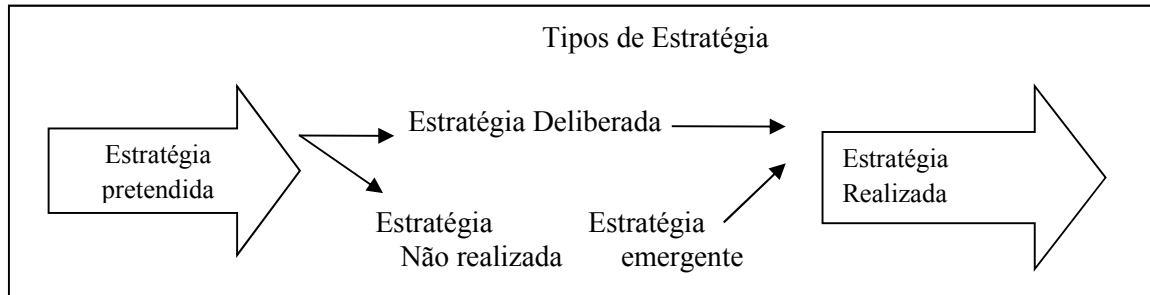 Tipos de Estratégia
Estratégia Deliberada
Estratégia
pretendida
Estratégia
Realizada
Estratégia
Não realizada
Estratégia
emergente